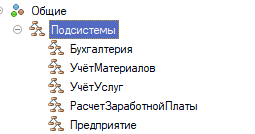 Общие
Подсистемы
Бухгалтерия
УчётМатериалов
УчётУслуг
РасчетЗаработнойПлаты
Предприятие